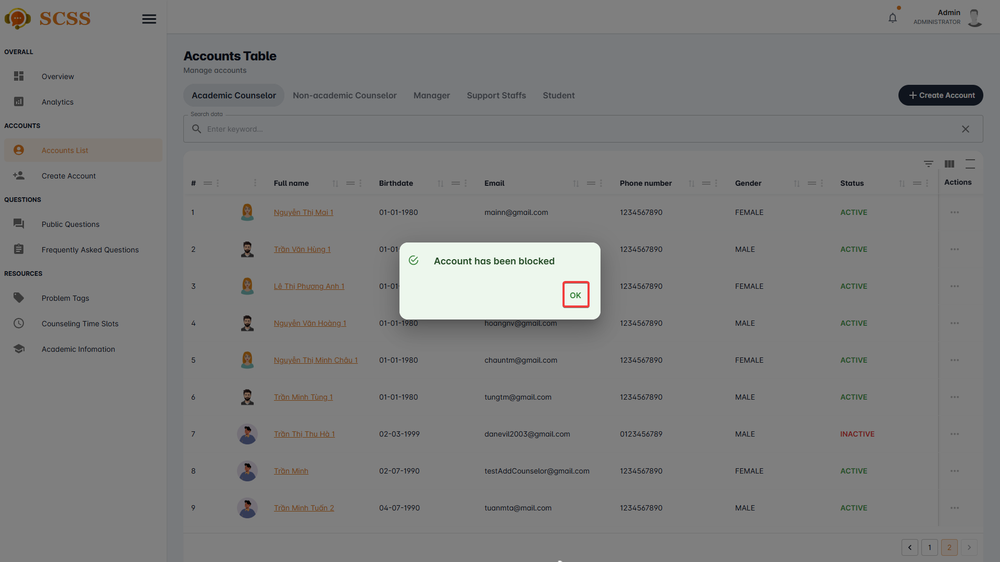 SCSS
Admin
ADMINISTRATOR
OVERALL
Overview
Analytics
ACCOUNTS
Accounts List
Create Account
QUESTIONS
Public Questions
Frequently Asked Questions
RESOURCES
Problem Tags
Counseling Time Slots
Academic Infomation
Accounts Table
Manage accounts
Academic Counselor Non-academic Counselor Manager Support Staffs Student
Create Account
Search data
Enter keyword...
# Full name Birthdate Email Phone number Gender Status Actions
1 Nguyễn Thị Mai 1 01-01-1980 mainn@gmail.com 1234567890 FEMALE ACTIVE
2 Trần Văn Hùng 1 01-01- 1234567890 MALE ACTIVE
3 Lê Thị Phương Anh 1 01-01- 1234567890 FEMALE ACTIVE
4 Nguyễn Văn Hoàng 1 01-01-1980 hoangnv@gmail.com 1234567890 MALE ACTIVE
5 Nguyễn Thị Minh Châu 1 01-01-1980 chauntm@gmail.com 1234567890 FEMALE ACTIVE
6 Trần Minh Tùng 1 01-01-1980 tungtm@gmail.com 1234567890 MALE ACTIVE
7 Trần Thị Thu Hà 1 02-03-1999 danevil2003@gmail.com 0123456789 MALE INACTIVE
8 Trần Minh 02-07-1990 testAddCounselor@gmail.com 1234567890 FEMALE ACTIVE
9 Trần Minh Tuấn 2 04-07-1990 tuanmta@mail.com 1234567890 MALE ACTIVE
Account has been blocked
OK
1 2